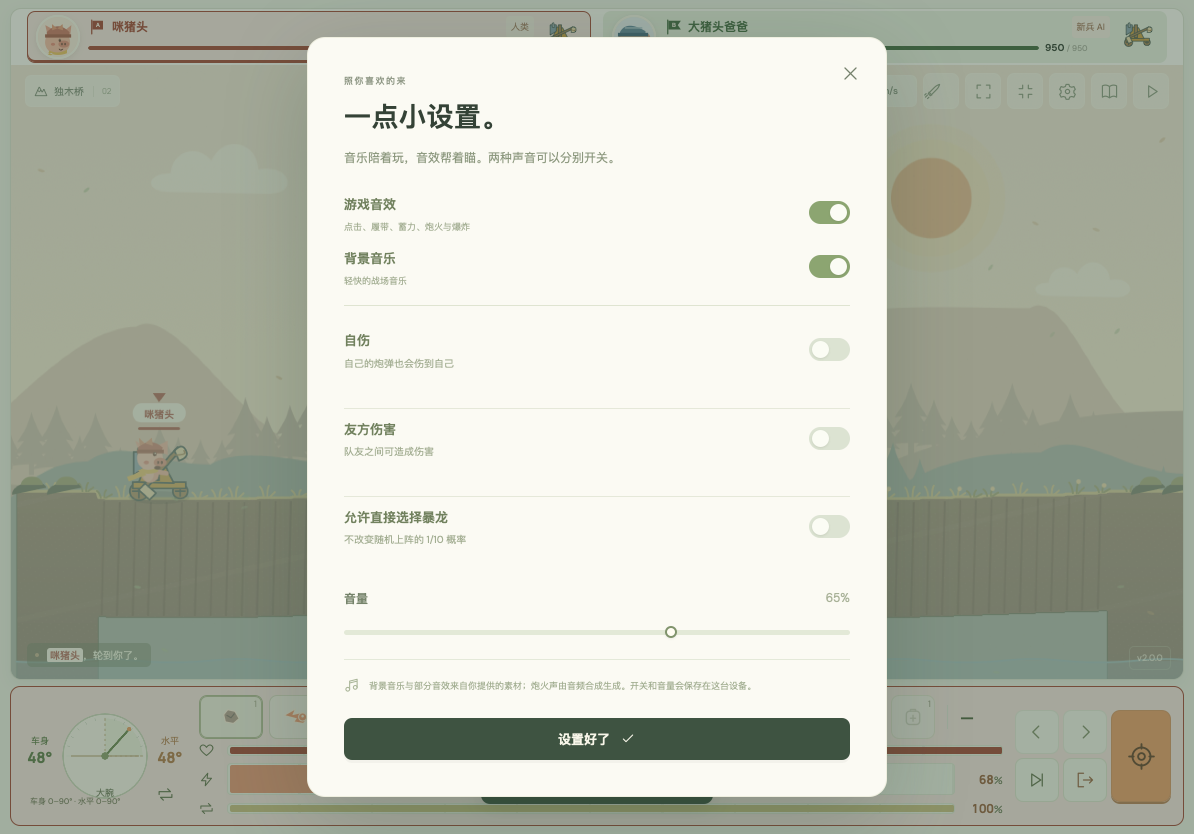 咪猪头
人类
大猪头爸爸
新兵 AI
950 / 950
独木桥 02
照你喜欢的来
一点小设置。
音乐陪着玩，音效帮着瞄。两种声音可以分别开关。
游戏音效
点击、履带、蓄力、炮火与爆炸
背景音乐
轻快的战场音乐
自伤
自己的炮弹也会伤到自己
咪猪头
友方伤害
队友之间可造成伤害
允许直接选择暴龙
不改变随机上阵的 1/10 概率
音量
65%
咪猪头，轮到你了。
v2.0.0
背景音乐与部分音效来自你提供的素材；炮火声由音频合成生成。开关和音量会保存在这台设备。
设置好了
车身
48°
水平
48°
大腕
车身 0–90° · 水平 0–90°
1
1
68%
100%